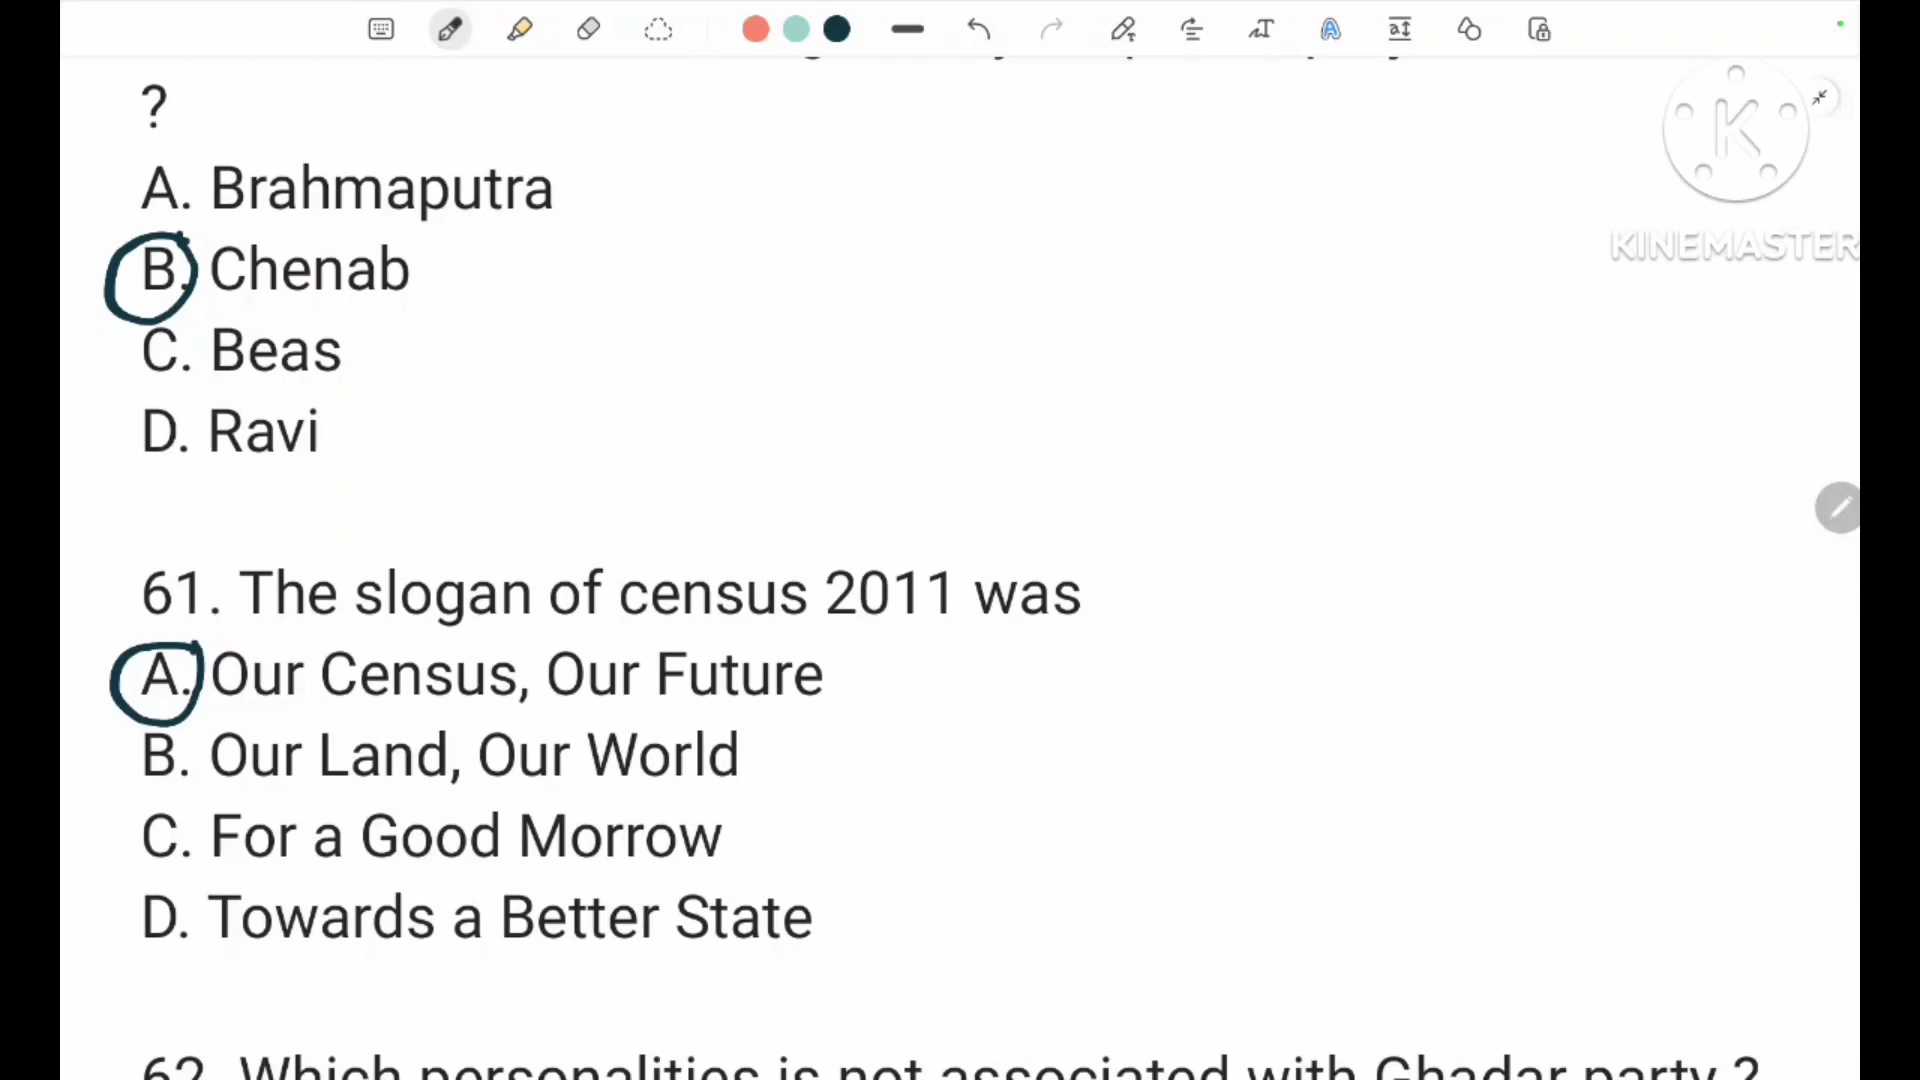 ?
A. Brahmaputra
B. Chenab
C. Beas
D. Ravi
K
KINEMASTER
61. The slogan of census 2011 was
A. Our Census, Our Future
B. Our Land, Our World
C. For a Good Morrow
D. Towards a Better State
62. Which personalities is not associated with Ghadar party ?